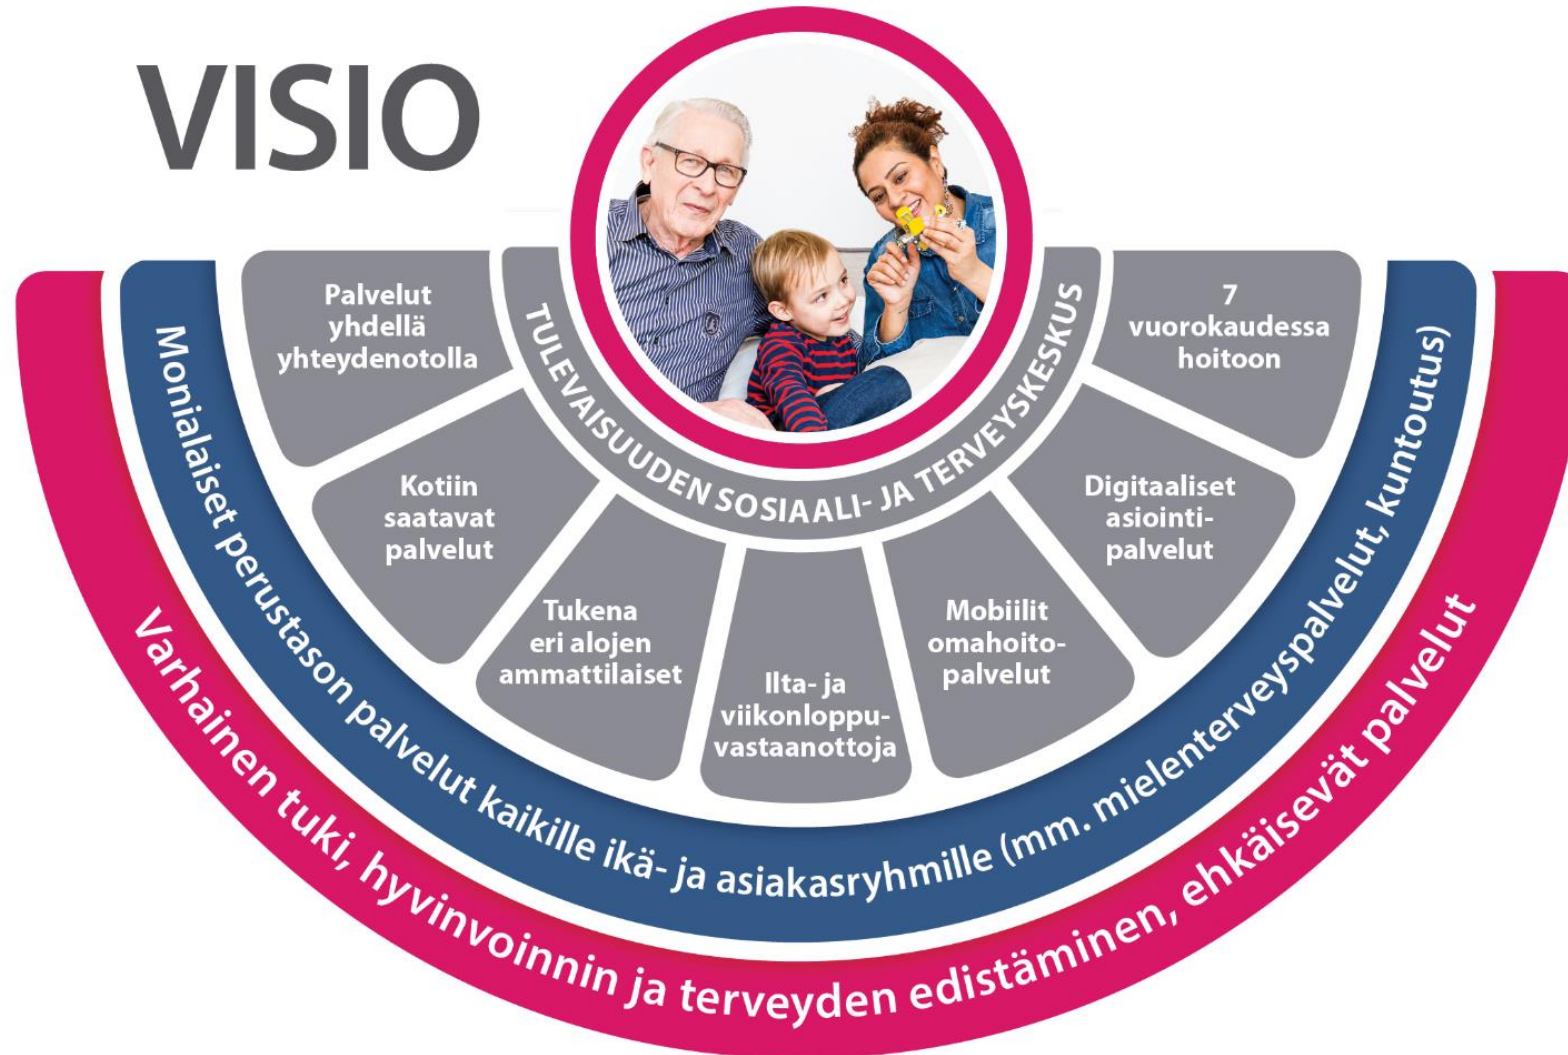 VISIO
TULEVAISUUDEN SOSIAALI- JA TERVEYSKESKUS
Palvelut
yhdellä
yhteydenotolla
Kotiin
saatavat
palvelut
Tukena
eri alojen
ammattilaiset
Ilta- ja
viikonloppu-
vastaanottoja
Mobiilit
omahoito-
palvelut
Digitaaliset
asiointi-
palvelut
7
vuorokaudessa
hoitoon
Monialaiset perustason palvelut kaikille ikä- ja asiakasryhmille (mm. mielenterveyspalvelut, kuntoutus)
Varhainen tuki, hyvinvoinnin ja terveyden edistäminen, ehkäisevät palvelut